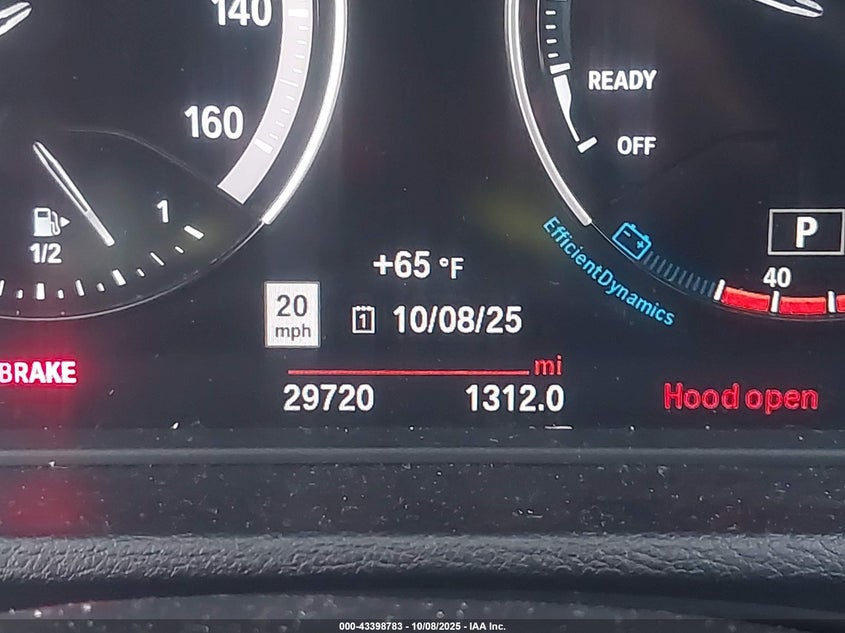 140
160
READY
OFF
1/2
1
+65 °F
EfficientDynamics
P
40
20
mph
1 10/08/25
mi
BRAKE
29720 1312.0
Hood open
000-43398783 - 10/08/2025 - IAA Inc.